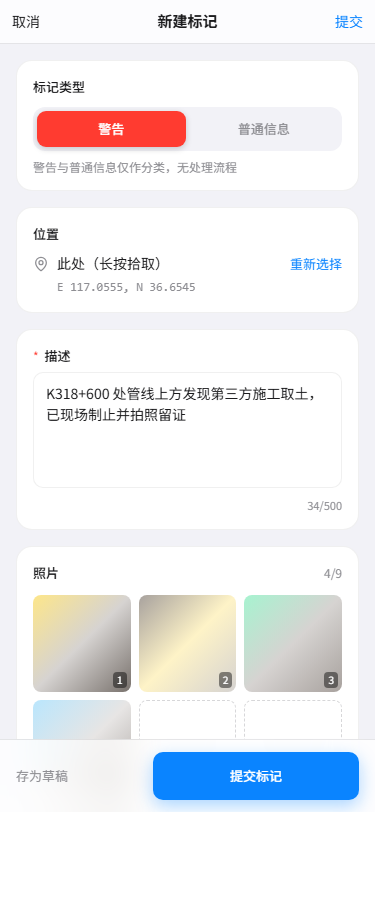 取消 新建标记 提交
标记类型
警告 普通信息
警告与普通信息仅作分类，无处理流程
位置
此处（长按拾取） 重新选择
E 117.0555, N 36.6545
* 描述
K318+600 处管线上方发现第三方施工取土，
已现场制止并拍照留证
34/500
照片 4/9
1 2 3
存为草稿 提交标记